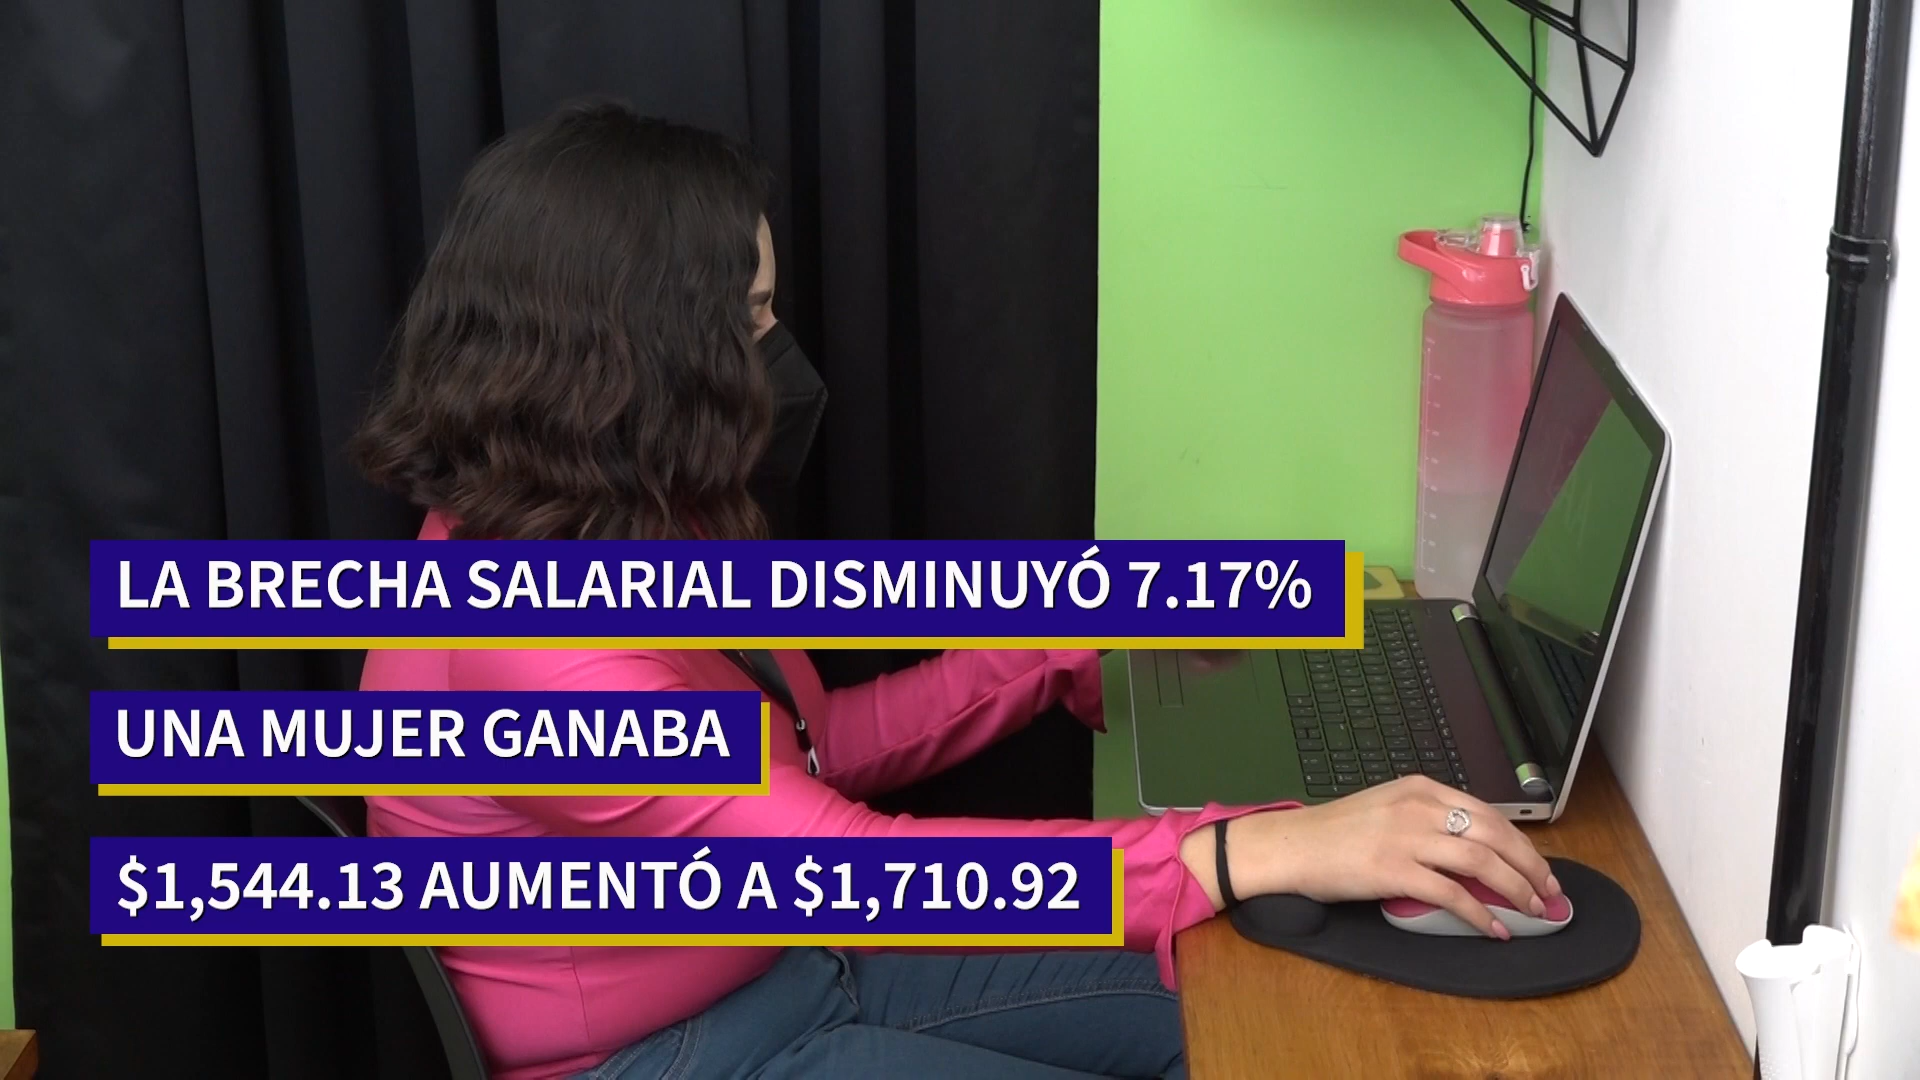 LA BRECHA SALARIAL DISMINUYÓ 7.17%
UNA MUJER GANABA
$1,544.13 AUMENTÓ A $1,710.92